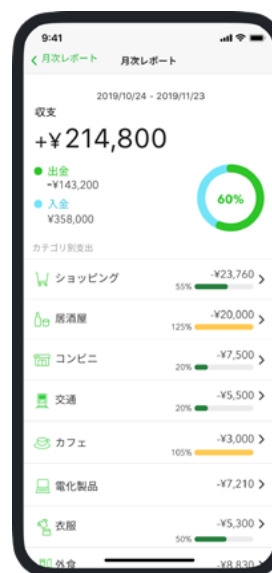 9:41
月次レポート 月次レポート
2019/10/24 - 2019/11/23
収支
+¥214,800
出金
-¥143,200
入金
¥358,000
60%
カテゴリ別支出
ショッピング -¥23,760
55%
居酒屋 -¥20,000
125%
コンビニ -¥7,500
20%
交通 -¥5,500
20%
カフェ -¥3,000
105%
電化製品 -¥7,210
衣服 -¥5,300
50%
外食 -¥8,830